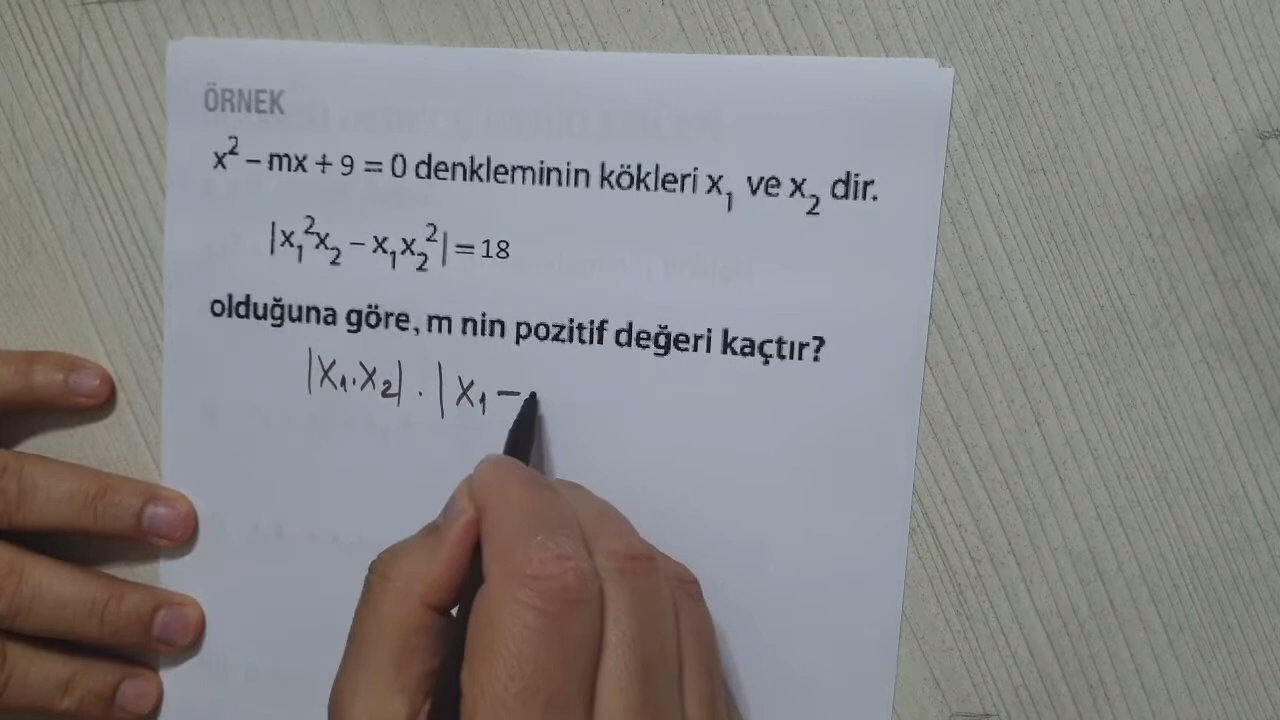 ÖRNEK
x² – mx + 9 = 0 denkleminin kökleri x₁ ve x₂ dir.
|x₁²x₂ – x₁x₂²| = 18
olduğuna göre, m nin pozitif değeri kaçtır?
|x₁.x₂| . |x₁ –